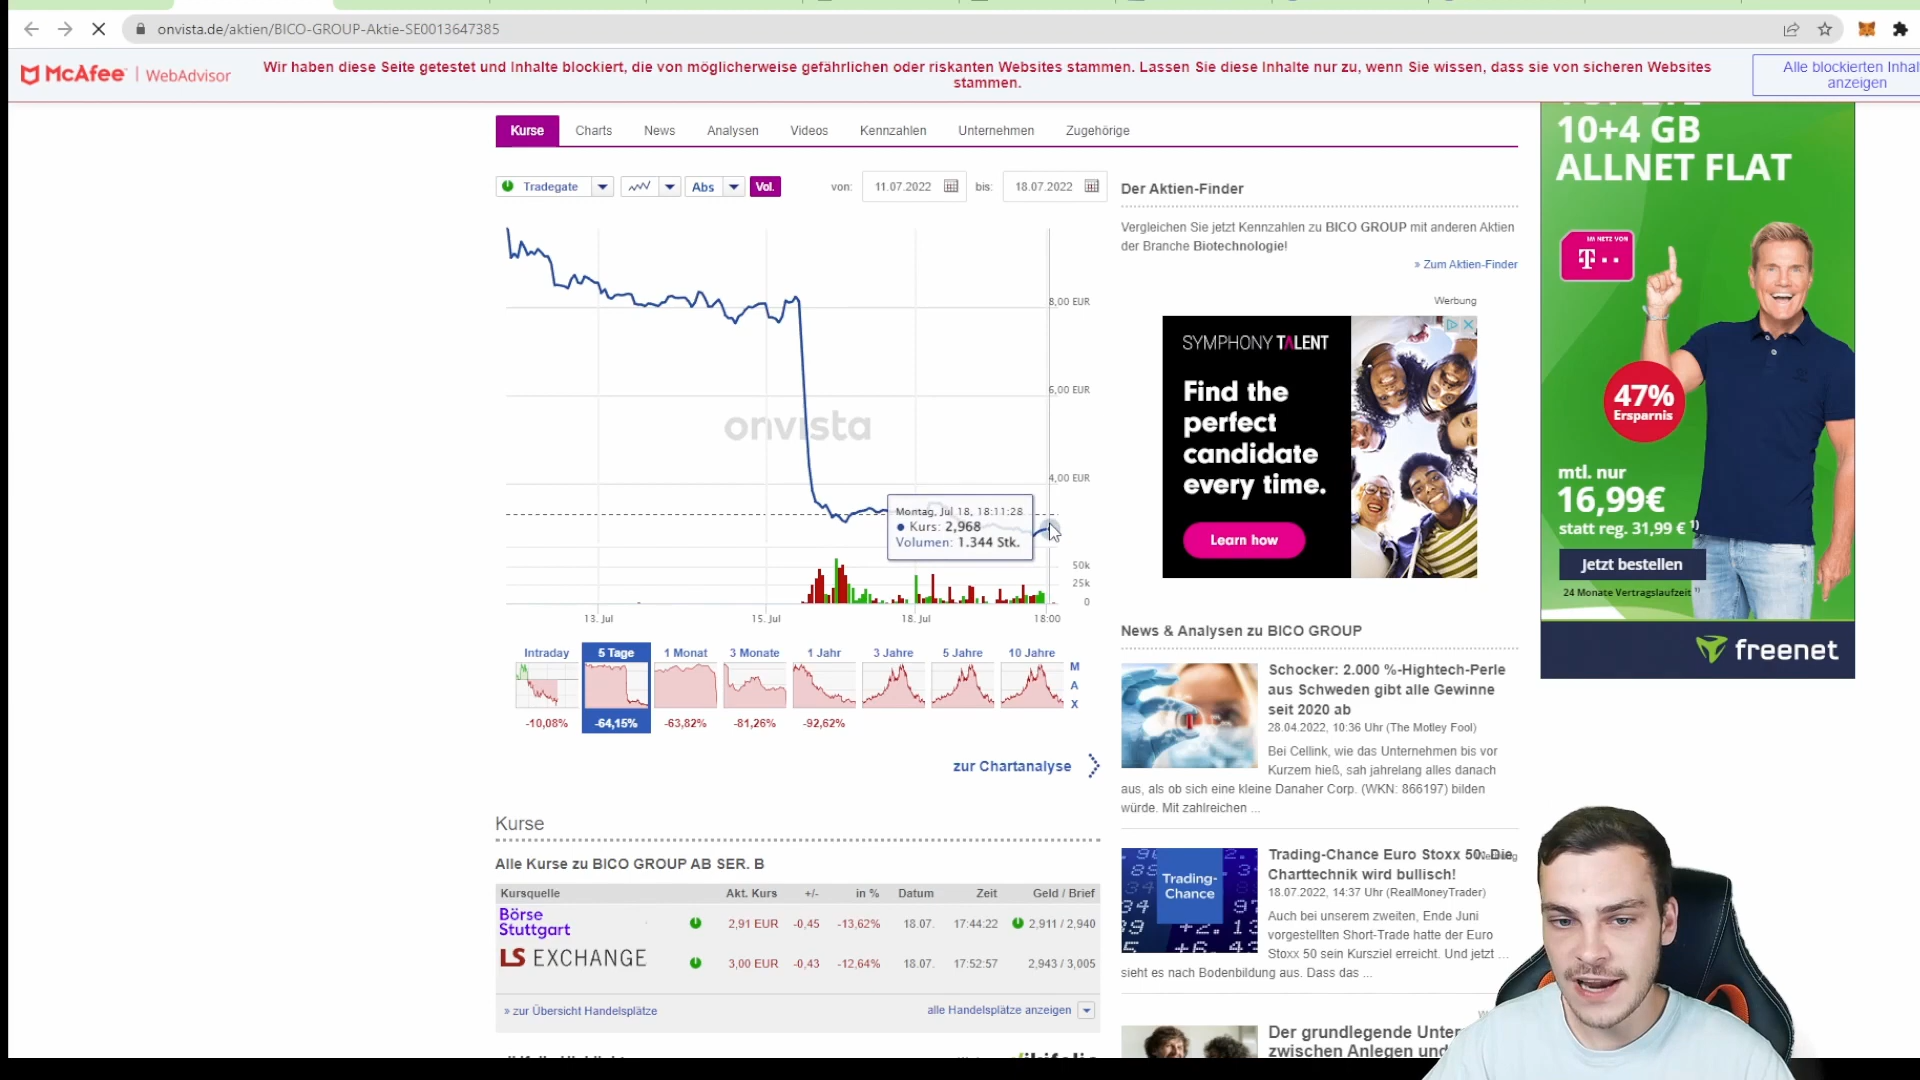 onvista.de/aktien/BICO-GROUP-Aktie-SE0013647385
McAfee | WebAdvisor
Wir haben diese Seite getestet und Inhalte blockiert, die von möglicherweise gefährlichen oder riskanten Websites stammen. Lassen Sie diese Inhalte nur zu, wenn Sie wissen, dass sie von sicheren Websites
stammen.
Alle blockierten Inhal
anzeigen
Kurse Charts News Analysen Videos Kennzahlen Unternehmen Zugehörige
Tradegate Abs Vol. von: 11.07.2022 bis: 18.07.2022
8,00 EUR
6,00 EUR
4,00 EUR
onvista
Montag, Jul 18, 18:11:28
Kurs: 2,968
Volumen: 1.344 Stk.
50k
25k
0
13. Jul 15. Jul 18. Jul 18:00
Intraday 5 Tage 1 Monat 3 Monate 1 Jahr 3 Jahre 5 Jahre 10 Jahre
M
A
X
-10,08% -64,15% -63,82% -81,26% -92,62%
zur Chartanalyse
Kurse
Alle Kurse zu BICO GROUP AB SER. B
Kursquelle Akt. Kurs +/- in % Datum Zeit Geld / Brief
Börse
Stuttgart 2,91 EUR -0,45 -13,62% 18.07. 17:44:22 2,911 / 2,940
LS EXCHANGE 3,00 EUR -0,43 -12,64% 18.07. 17:52:57 2,943 / 3,005
» zur Übersicht Handelsplätze alle Handelsplätze anzeigen
Der Aktien-Finder
Vergleichen Sie jetzt Kennzahlen zu BICO GROUP mit anderen Aktien
der Branche Biotechnologie!
» Zum Aktien-Finder
Werbung
SYMPHONY TALENT
Find the
perfect
candidate
every time.
Learn how
News & Analysen zu BICO GROUP
Schocker: 2.000 %-Hightech-Perle
aus Schweden gibt alle Gewinne
seit 2020 ab
28.04.2022, 10:36 Uhr (The Motley Fool)
Bei Cellink, wie das Unternehmen bis vor
Kurzem hieß, sah jahrelang alles danach
aus, als ob sich eine kleine Danaher Corp. (WKN: 866197) bilden
würde. Mit zahlreichen ...
Trading-
Chance
Trading-Chance Euro Stoxx 50: Die
Charttechnik wird bullisch!
18.07.2022, 14:37 Uhr (RealMoneyTrader)
Auch bei unserem zweiten, Ende Juni
vorgestellten Short-Trade hatte der Euro
Stoxx 50 sein Kursziel erreicht. Und jetzt ...
sieht es nach Bodenbildung aus. Dass das ...
Der grundlegende Unter
zwischen Anlegen und
10+4 GB
ALLNET FLAT
IM NETZ VON
T
47%
Ersparnis
mtl. nur
16,99€
statt reg. 31,99 € 1)
Jetzt bestellen
24 Monate Vertragslaufzeit 1)
freenet